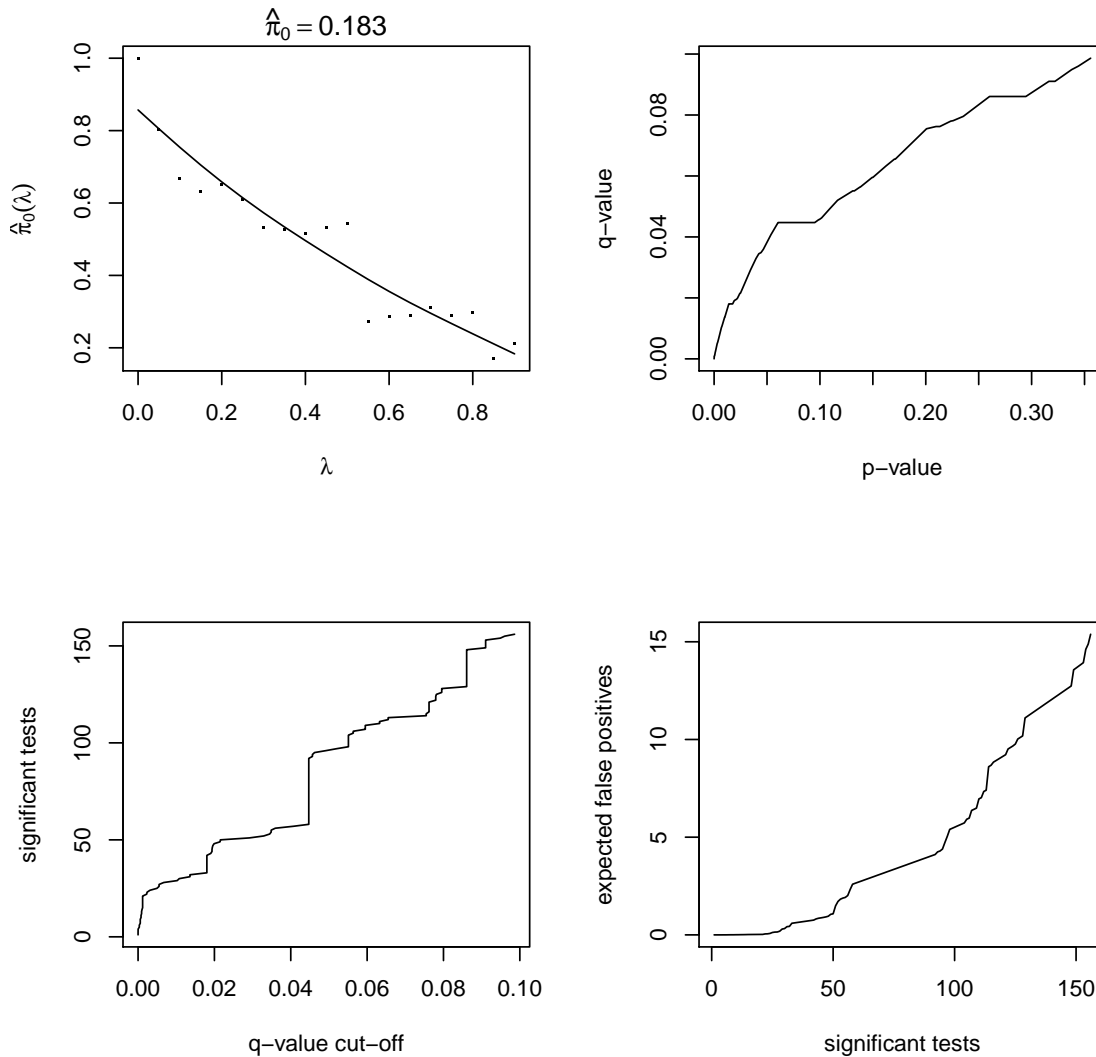 π̂₀ = 0.183
π̂₀(λ)
1.0
0.8
0.6
0.4
0.2
0.0 0.2 0.4 0.6 0.8
λ
q−value
0.08
0.04
0.00
0.00 0.10 0.20 0.30
p−value
significant tests
150
100
50
0
0.00 0.02 0.04 0.06 0.08 0.10
q−value cut−off
expected false positives
15
10
5
0
0 50 100 150
significant tests